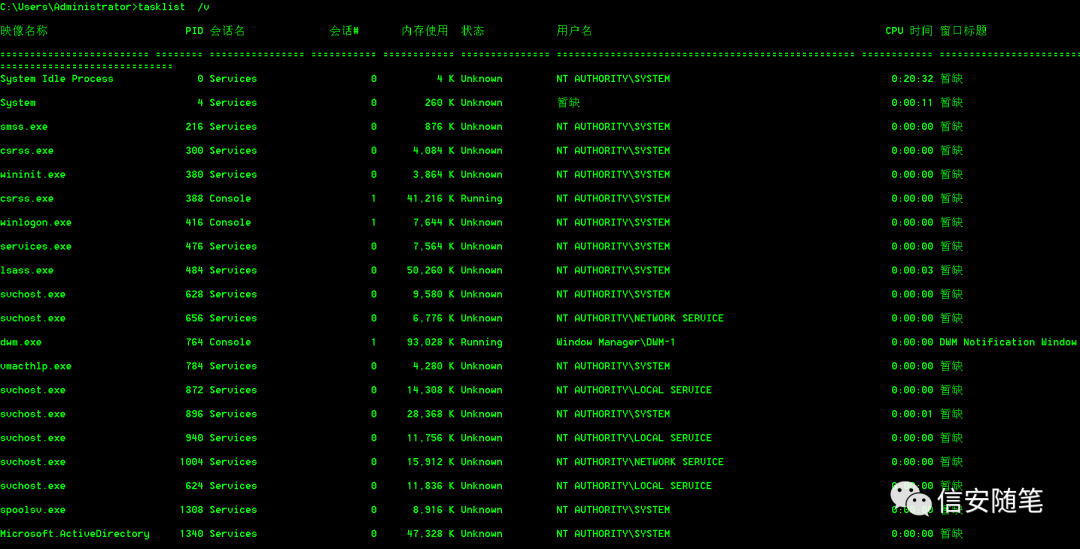 C:\Users\Administrator>tasklist  /v
映像名称 PID 会话名 会话# 内存使用 状态 用户名 CPU 时间 窗口标题
========================= ======== ================ =========== ============ =============== ================================================== ============ ========================
=============================
System Idle Process 0 Services 0 4 K Unknown NT AUTHORITY\SYSTEM 0:20:32 暂缺
System 4 Services 0 260 K Unknown 暂缺 0:00:11 暂缺
smss.exe 216 Services 0 876 K Unknown NT AUTHORITY\SYSTEM 0:00:00 暂缺
csrss.exe 300 Services 0 4,084 K Unknown NT AUTHORITY\SYSTEM 0:00:00 暂缺
wininit.exe 380 Services 0 3,864 K Unknown NT AUTHORITY\SYSTEM 0:00:00 暂缺
csrss.exe 388 Console 1 41,216 K Running NT AUTHORITY\SYSTEM 0:00:00 暂缺
winlogon.exe 416 Console 1 7,644 K Unknown NT AUTHORITY\SYSTEM 0:00:00 暂缺
services.exe 476 Services 0 7,564 K Unknown NT AUTHORITY\SYSTEM 0:00:00 暂缺
lsass.exe 484 Services 0 50,260 K Unknown NT AUTHORITY\SYSTEM 0:00:03 暂缺
svchost.exe 628 Services 0 9,580 K Unknown NT AUTHORITY\SYSTEM 0:00:00 暂缺
svchost.exe 656 Services 0 6,776 K Unknown NT AUTHORITY\NETWORK SERVICE 0:00:00 暂缺
dwm.exe 764 Console 1 93,028 K Running Window Manager\DWM-1 0:00:00 DWM Notification Window
vmacthlp.exe 784 Services 0 4,280 K Unknown NT AUTHORITY\SYSTEM 0:00:00 暂缺
svchost.exe 872 Services 0 14,308 K Unknown NT AUTHORITY\LOCAL SERVICE 0:00:00 暂缺
svchost.exe 896 Services 0 28,368 K Unknown NT AUTHORITY\SYSTEM 0:00:01 暂缺
svchost.exe 940 Services 0 11,756 K Unknown NT AUTHORITY\LOCAL SERVICE 0:00:00 暂缺
svchost.exe 1004 Services 0 15,912 K Unknown NT AUTHORITY\NETWORK SERVICE 0:00:00 暂缺
svchost.exe 624 Services 0 11,836 K Unknown NT AUTHORITY\LOCAL SERVICE 0:00:00 暂缺
spoolsv.exe 1308 Services 0 8,916 K Unknown NT AUTHORITY\SYSTEM 0:00:00 暂缺
Microsoft.ActiveDirectory 1340 Services 0 47,328 K Unknown NT AUTHORITY\SYSTEM 0:00:00 暂缺
信安随笔